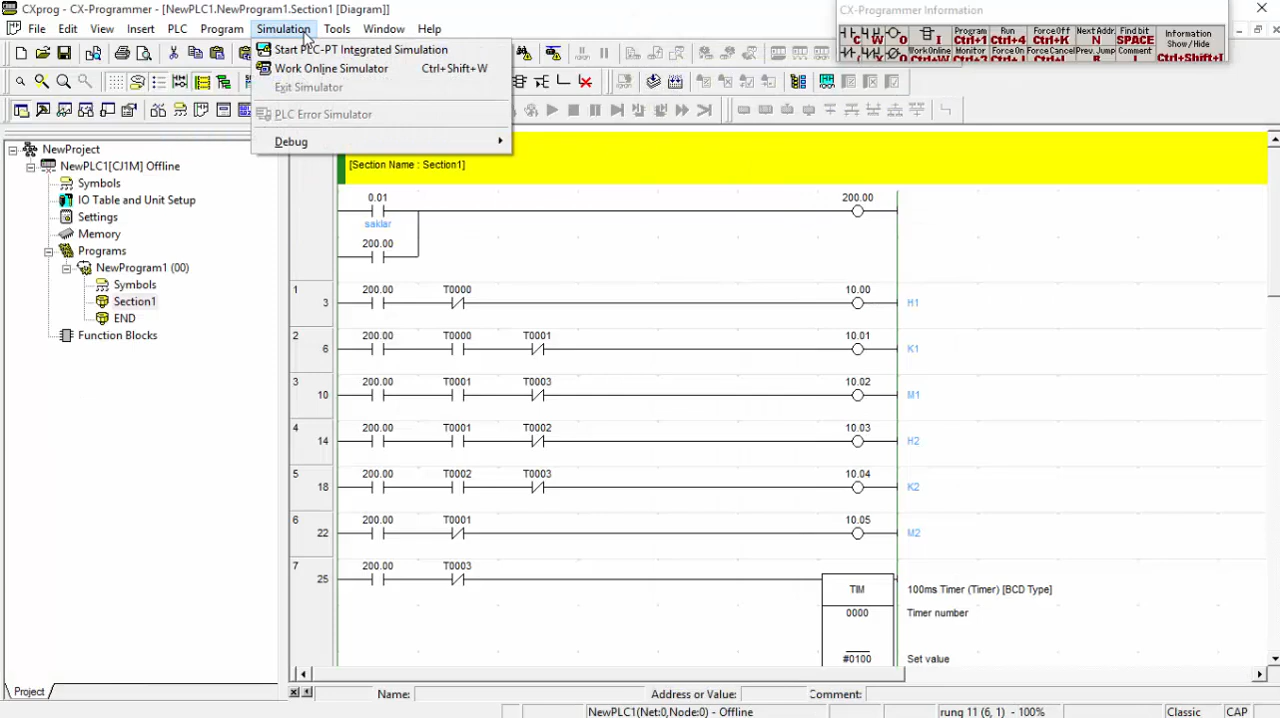 CXprog - CX-Programmer - [NewPLC1.NewProgram1.Section1 [Diagram]]
CX-Programmer Information
File Edit View Insert PLC Program Simulation Tools Window Help
Program Run Force Off Next Addr. Find bit
C W O I Ctrl+1 Ctrl+4 Ctrl+J N SPACE
WorkOnline Monitor Force On Force Cancel Prev. Jump Comment
Ctrl+W Ctrl+3 Ctrl+K Ctrl+L B
Information
Show/Hide
Ctrl+Shift+I
Start PLC-PT Integrated Simulation
Work Online Simulator Ctrl+Shift+W
Exit Simulator
PLC Error Simulator
Debug
NewProject
NewPLC1[CJ1M] Offline
Symbols
IO Table and Unit Setup
Settings
Memory
Programs
NewProgram1 (00)
Symbols
Section1
END
Function Blocks
Project
[Section Name : Section1]
0.01 200.00
saklar
200.00
1 200.00 T0000 10.00
3 H1
2 200.00 T0000 T0001 10.01
6 K1
3 200.00 T0001 T0003 10.02
10 M1
4 200.00 T0001 T0002 10.03
14 H2
5 200.00 T0002 T0003 10.04
18 K2
6 200.00 T0001 10.05
22 M2
7 200.00 T0003
25
TIM 100ms Timer (Timer) [BCD Type]
0000 Timer number
#0100 Set value
Name: Address or Value: Comment:
NewPLC1(Net:0,Node:0) - Offline rung 11 (6, 1) - 100% Classic CAP